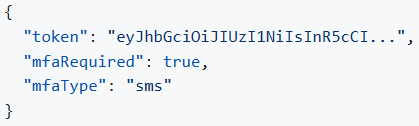 {
"token": "eyJhbGciOiJIUzI1NiIsInR5cCI...",
"mfaRequired": true,
"mfaType": "sms"
}